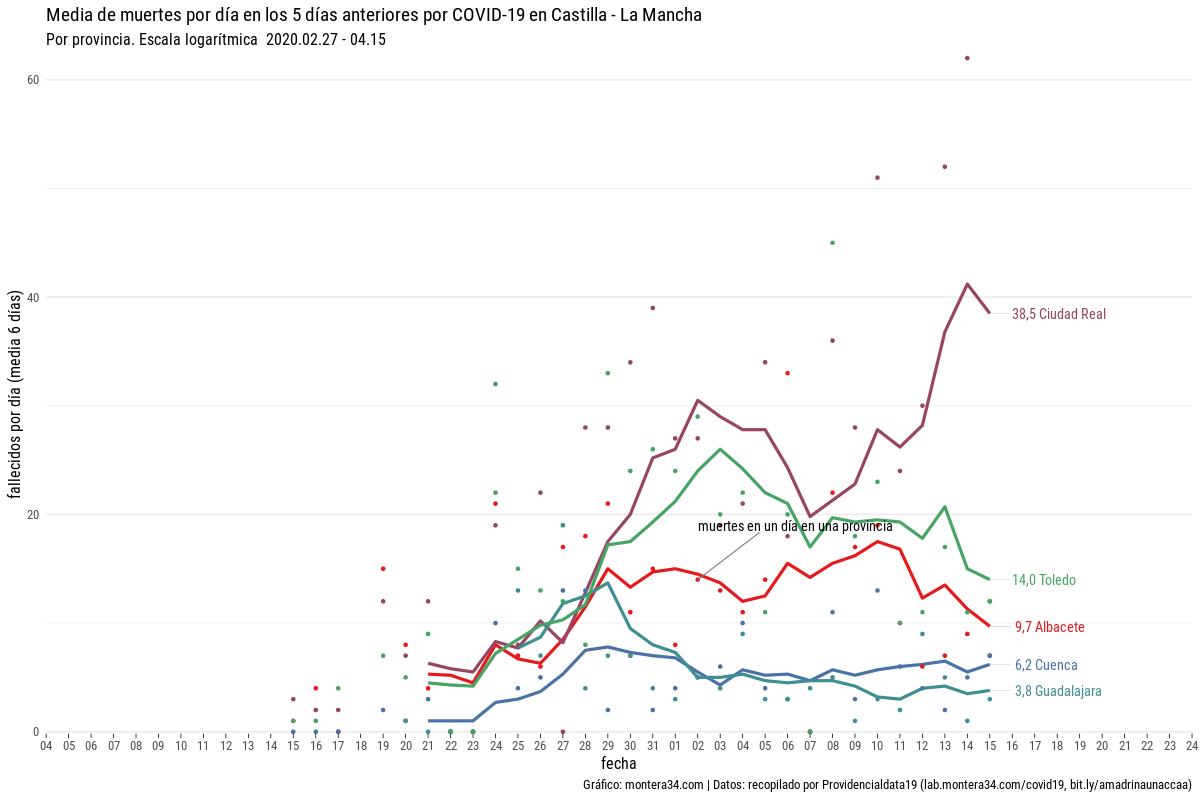 Media de muertes por día en los 5 días anteriores por COVID-19 en Castilla - La Mancha
Por provincia. Escala logarítmica  2020.02.27 - 04.15
fallecidos por día (media 6 días)
60
40
20
0
38,5 Ciudad Real
muertes en un día en una provincia
14,0 Toledo
9,7 Albacete
6,2 Cuenca
3,8 Guadalajara
04 05 06 07 08 09 10 11 12 13 14 15 16 17 18 19 20 21 22 23 24 25 26 27 28 29 30 31 01 02 03 04 05 06 07 08 09 10 11 12 13 14 15 16 17 18 19 20 21 22 23 24
fecha
Gráfico: montera34.com | Datos: recopilado por Providencialdata19 (lab.montera34.com/covid19, bit.ly/amadrinaunaccaa)